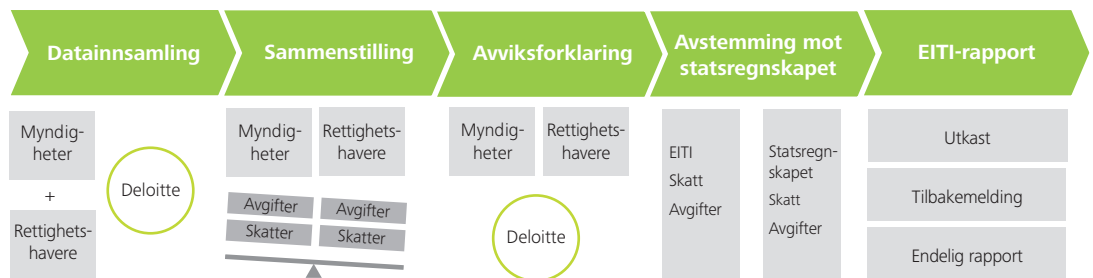 Datainnsamling
Sammenstilling
Avviksforklaring
Avstemming mot
statsregnskapet
EITI-rapport
Myndig-
heter
+
Rettighets-
havere
Deloitte
Myndig-
heter
Rettighets-
havere
Avgifter
Avgifter
Skatter
Skatter
Myndig-
heter
Rettighets-
havere
Deloitte
EITI
Skatt
Avgifter
Statsregn-
skapet
Skatt
Avgifter
Utkast
Tilbakemelding
Endelig rapport